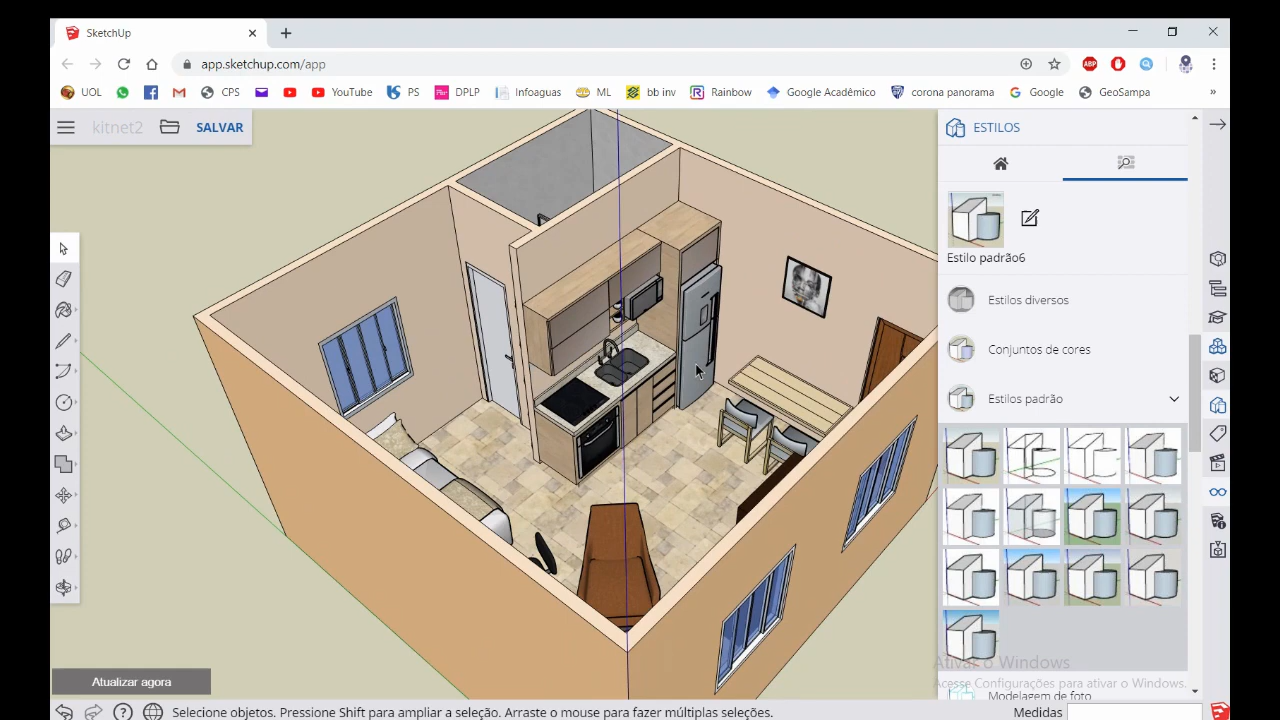 SketchUp
app.sketchup.com/app
ABP
UOL
CPS
YouTube
PS
DPLP
Infoaguas
ML
bb inv
Rainbow
Google Acadêmico
corona panorama
Google
GeoSampa
»
kitnet2
SALVAR
ESTILOS
Estilo padrão6
Estilos diversos
Conjuntos de cores
Estilos padrão
Ativar o Windows
Acesse Configurações para ativar o Windows.
Modelagem de foto
Atualizar agora
Selecione objetos. Pressione Shift para ampliar a seleção. Arraste o mouse para fazer múltiplas seleções.
Medidas